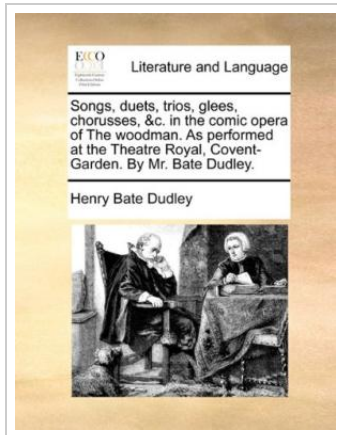 ECCO
Literature and Language
Songs, duets, trios, glees,
chorusses, &c. in the comic opera
of The woodman. As performed
at the Theatre Royal, Covent-
Garden. By Mr. Bate Dudley.
Henry Bate Dudley